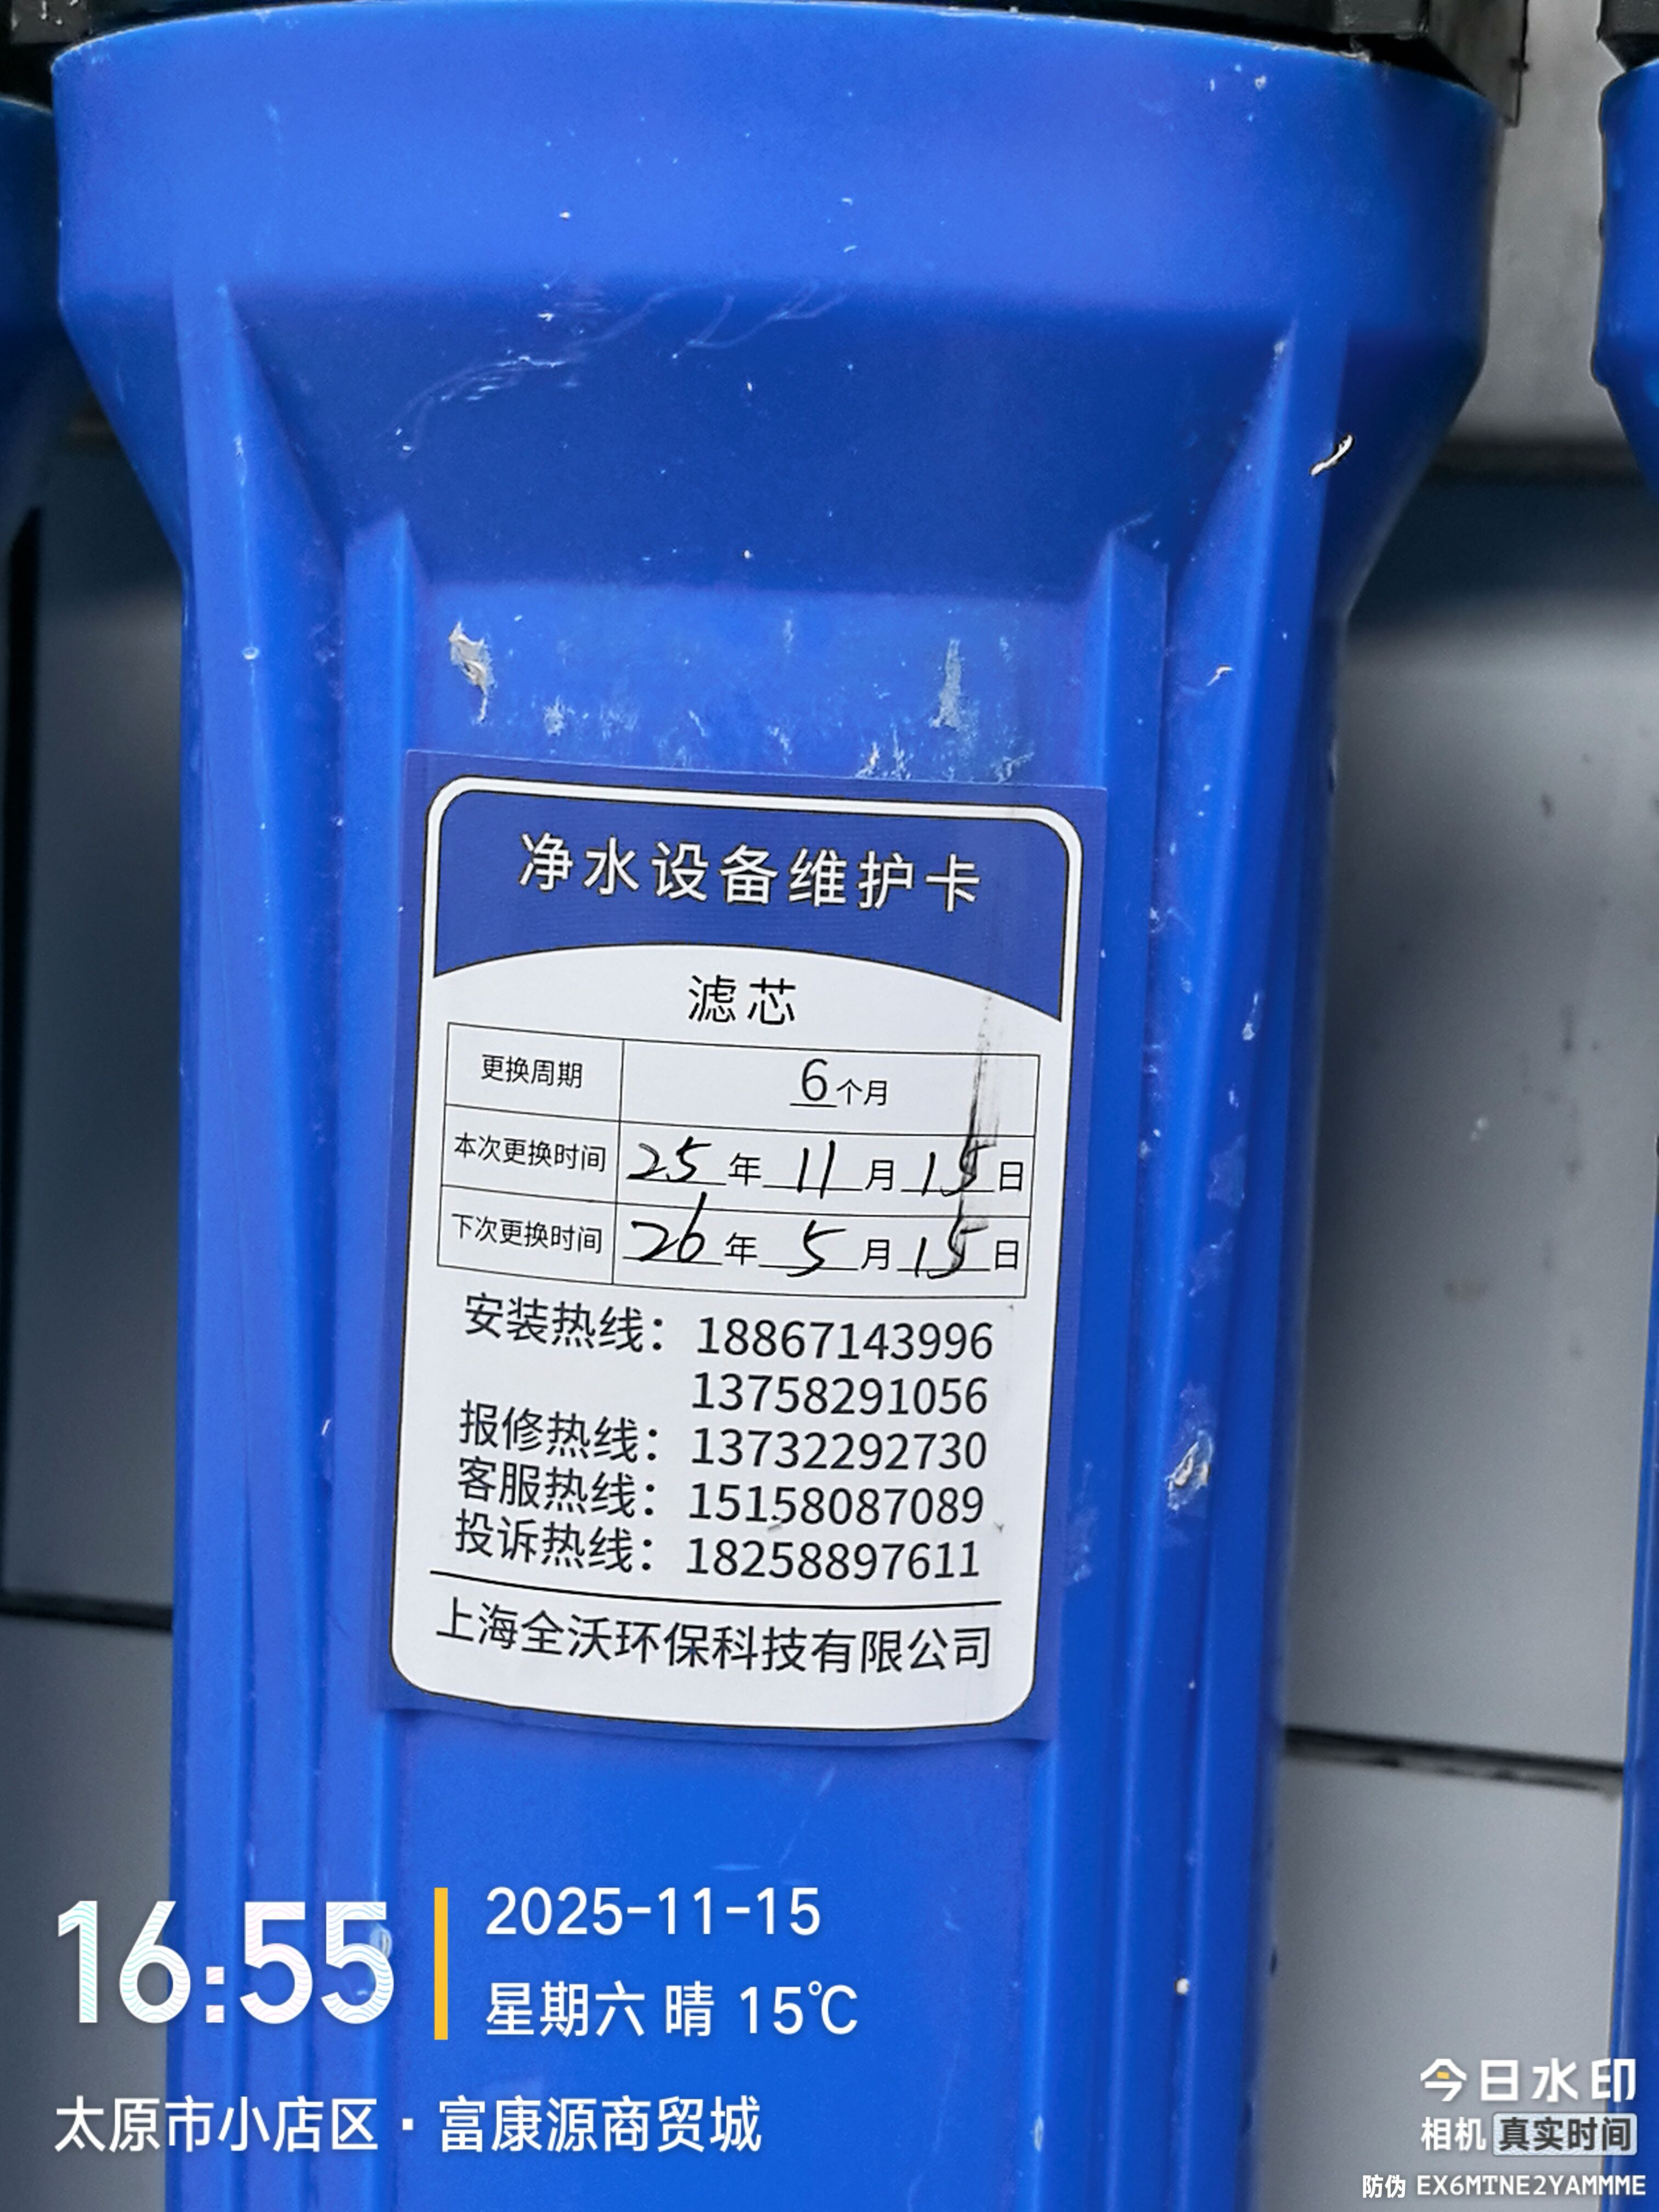 净水设备维护卡
滤芯
更换周期 6个月
本次更换时间 25年11月15日
下次更换时间 26年5月15日
安装热线：18867143996
13758291056
报修热线：13732292730
客服热线：15158087089
投诉热线：18258897611
上海全沃环保科技有限公司
16:55
2025-11-15
星期六 晴 15℃
太原市小店区·富康源商贸城
今日水印
相机 真实时间
防伪 EX6MTNE2YAMMME